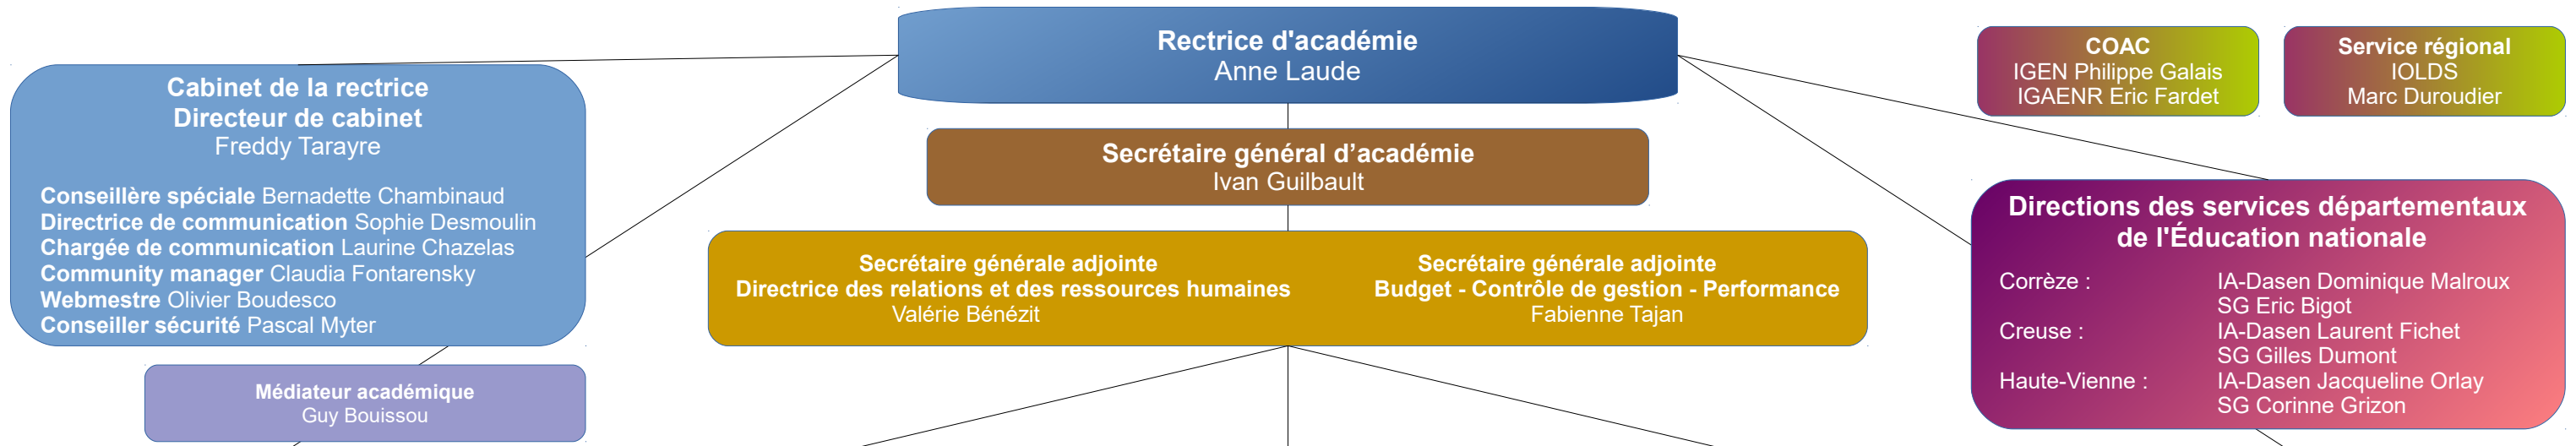 Rectrice d'académie
Anne Laude
Cabinet de la rectrice
Directeur de cabinet
Freddy Tarayre
Conseillère spéciale Bernadette Chambinaud
Directrice de communication Sophie Desmoulin
Chargée de communication Laurine Chazelas
Community manager Claudia Fontarensky
Webmestre Olivier Boudesco
Conseiller sécurité Pascal Myter
Médiateur académique
Guy Bouissou
Secrétaire général d’académie
Ivan Guilbault
Secrétaire générale adjointe
Directrice des relations et des ressources humaines
Valérie Bénézit
Secrétaire générale adjointe
Budget - Contrôle de gestion - Performance
Fabienne Tajan
COAC
IGEN Philippe Galais
IGAENR Eric Fardet
Service régional
IOLDS
Marc Duroudier
Directions des services départementaux
de l'Éducation nationale
Corrèze : IA-Dasen Dominique Malroux
SG Eric Bigot
Creuse : IA-Dasen Laurent Fichet
SG Gilles Dumont
Haute-Vienne : IA-Dasen Jacqueline Orlay
SG Corinne Grizon